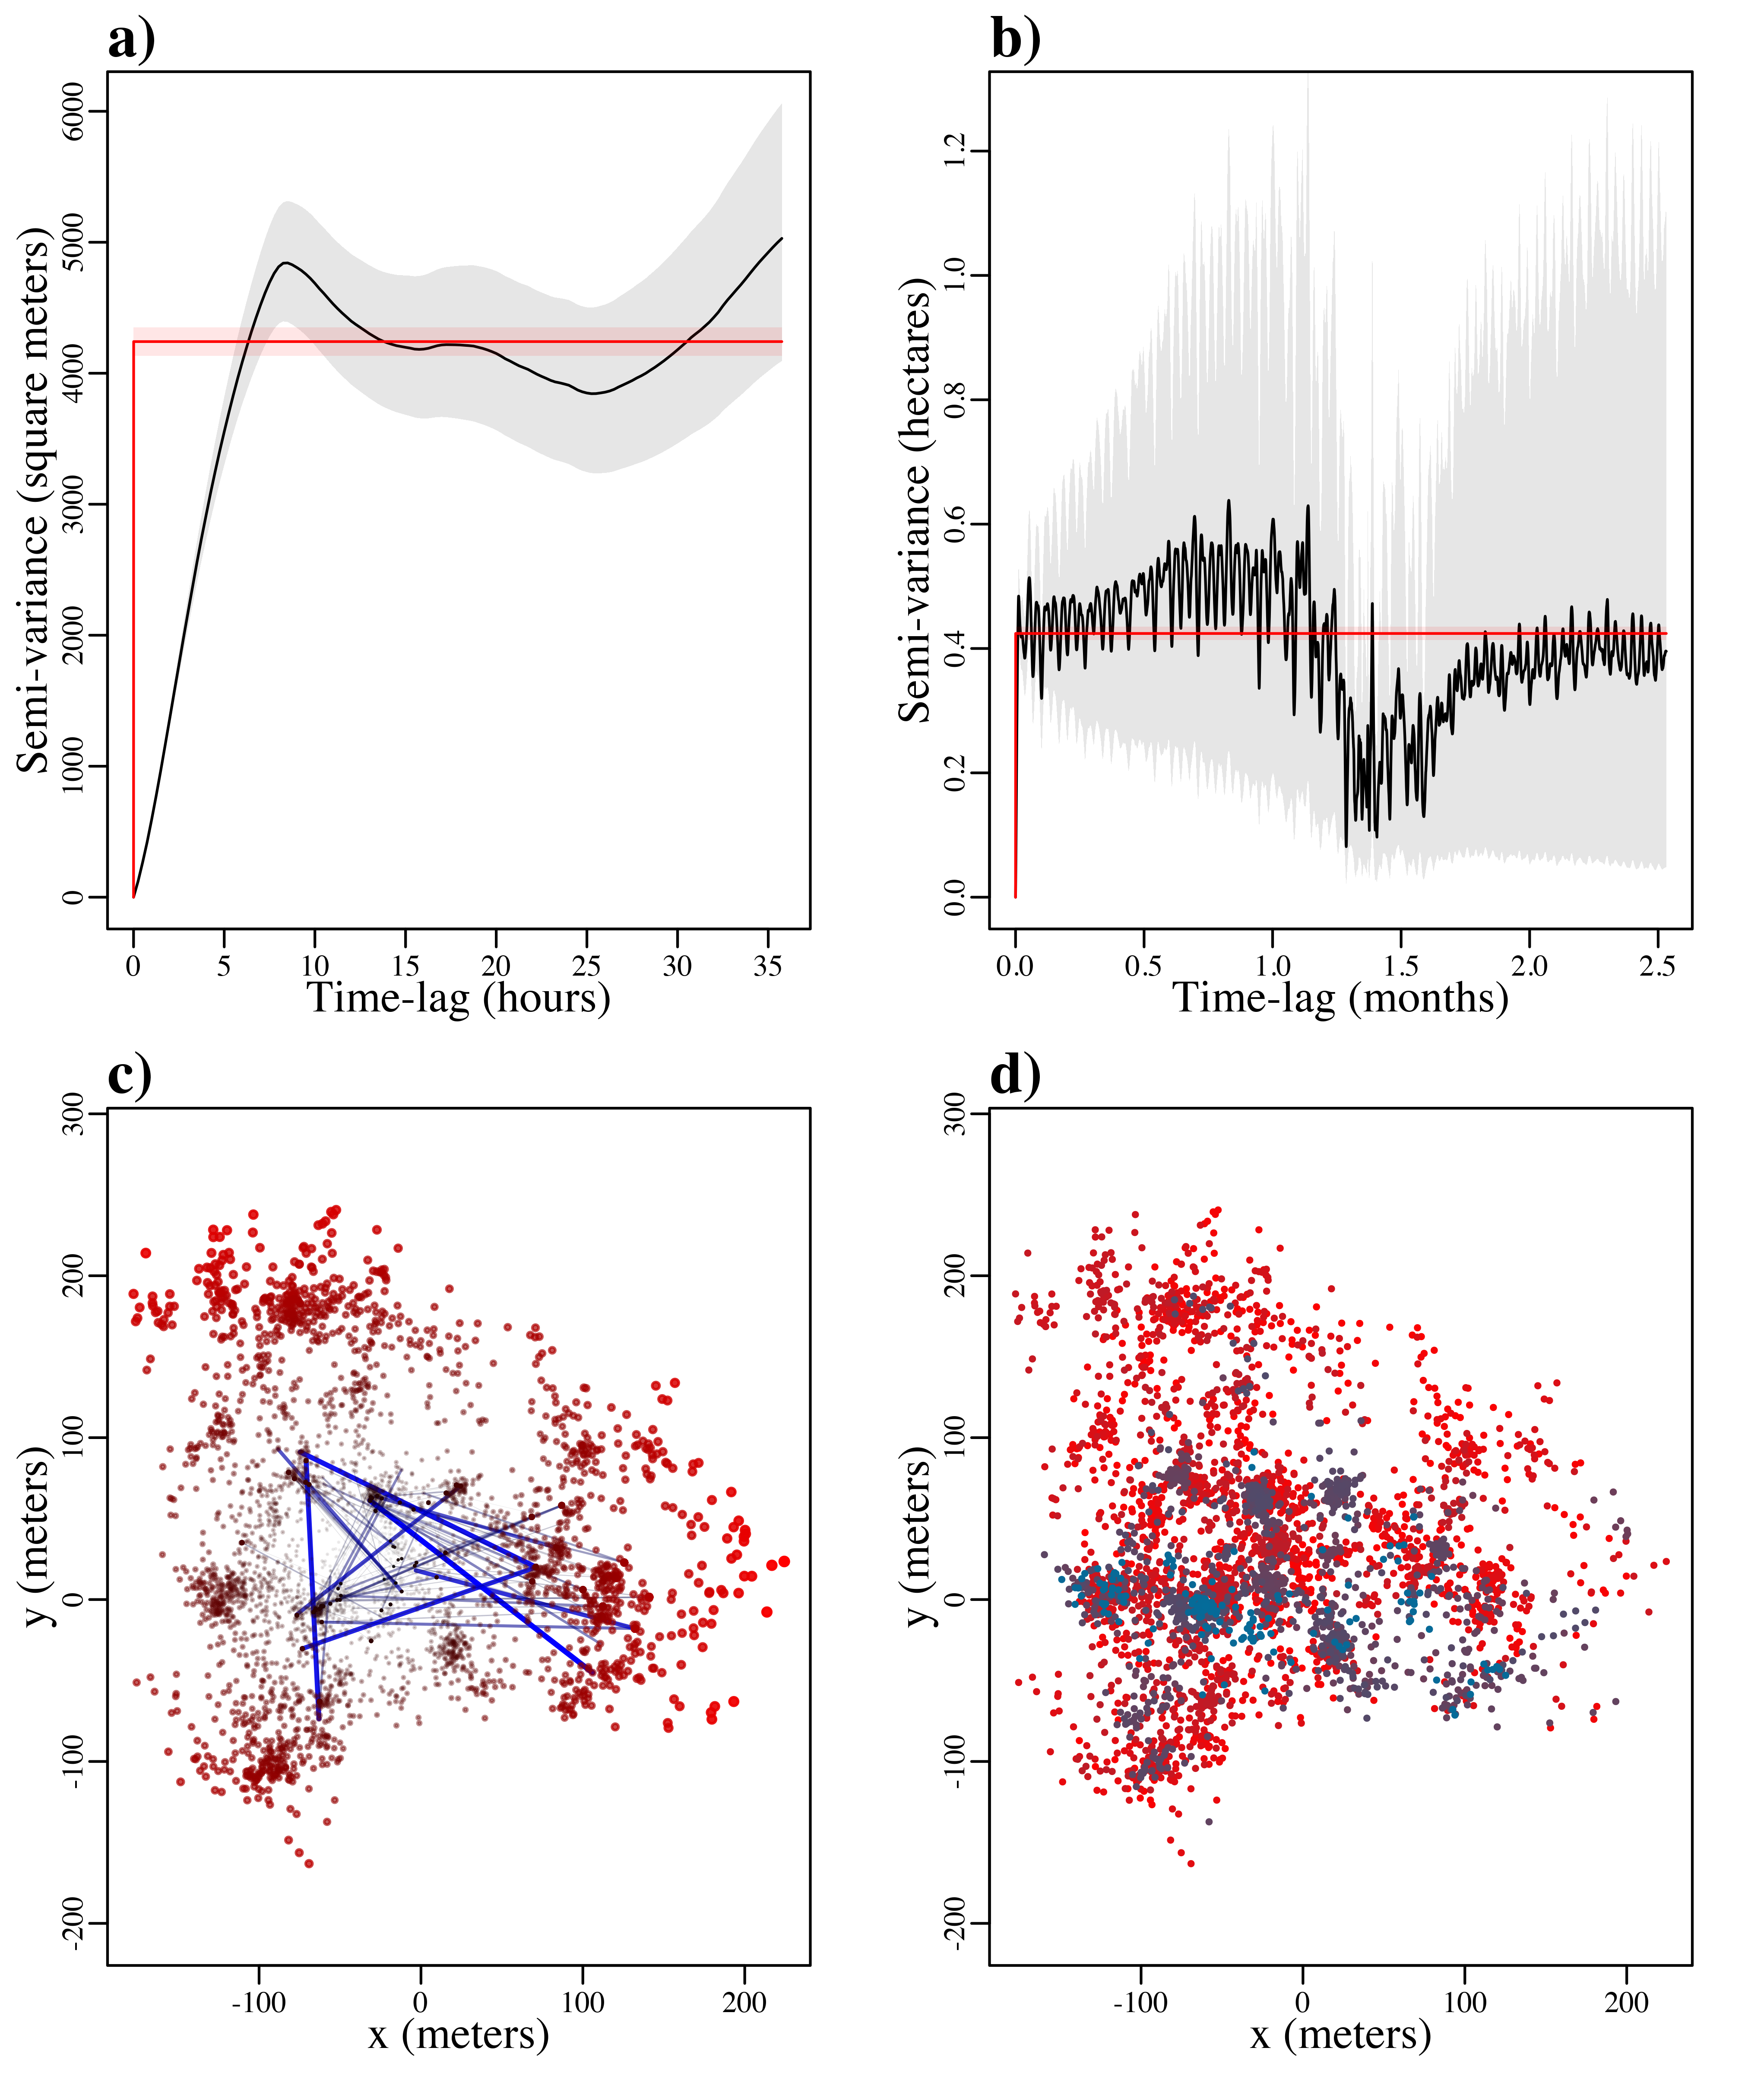 a)
Semi-variance (square meters)
0 1000 2000 3000 4000 5000 6000
0 5 10 15 20 25 30 35
Time-lag (hours)
b)
Semi-variance (hectares)
0.0 0.2 0.4 0.6 0.8 1.0 1.2
0.0 0.5 1.0 1.5 2.0 2.5
Time-lag (months)
c)
y (meters)
-200 -100 0 100 200 300
-100 0 100 200
x (meters)
d)
y (meters)
-200 -100 0 100 200 300
-100 0 100 200
x (meters)